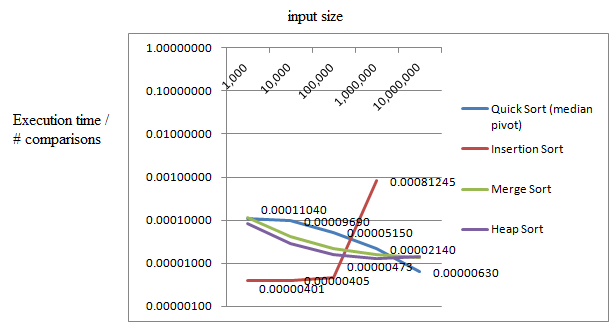 input size
1.00000000
0.10000000
0.01000000
0.00100000
0.00010000
0.00001000
0.00000100
1,000
10,000
100,000
1,000,000
10,000,000
Execution time /
# comparisons
0.00011040
0.00009690
0.00005150
0.00002140
0.00000630
0.00000401
0.00000405
0.00000473
0.00081245
Quick Sort (median
pivot)
Insertion Sort
Merge Sort
Heap Sort